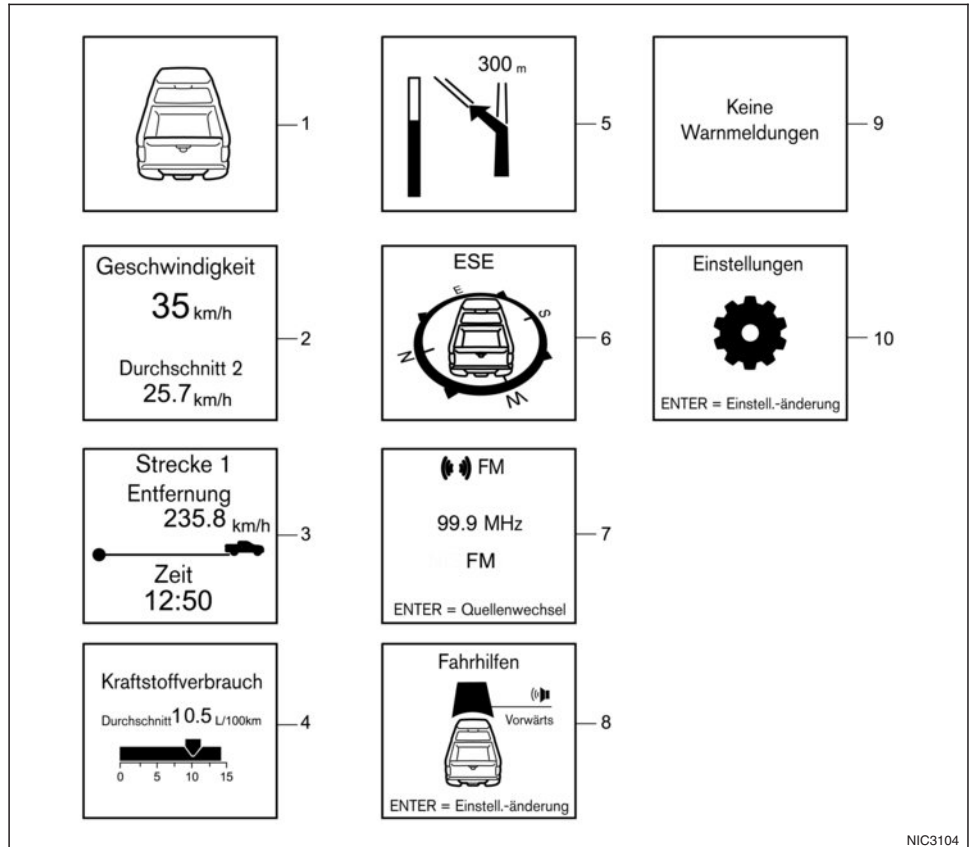 1
Geschwindigkeit
35 km/h
Durchschnitt 2
25.7 km/h
2
Strecke 1
Entfernung
235.8 km/h
Zeit
12:50
3
Kraftstoffverbrauch
Durchschnitt 10.5 L/100km
0 5 10 15
4
300 m
5
ESE
E
S
N
W
6
FM
99.9 MHz
FM
ENTER = Quellenwechsel
7
Fahrhilfen
Vorwärts
ENTER = Einstell.-änderung
8
Keine
Warnmeldungen
9
Einstellungen
ENTER = Einstell.-änderung
10
NIC3104